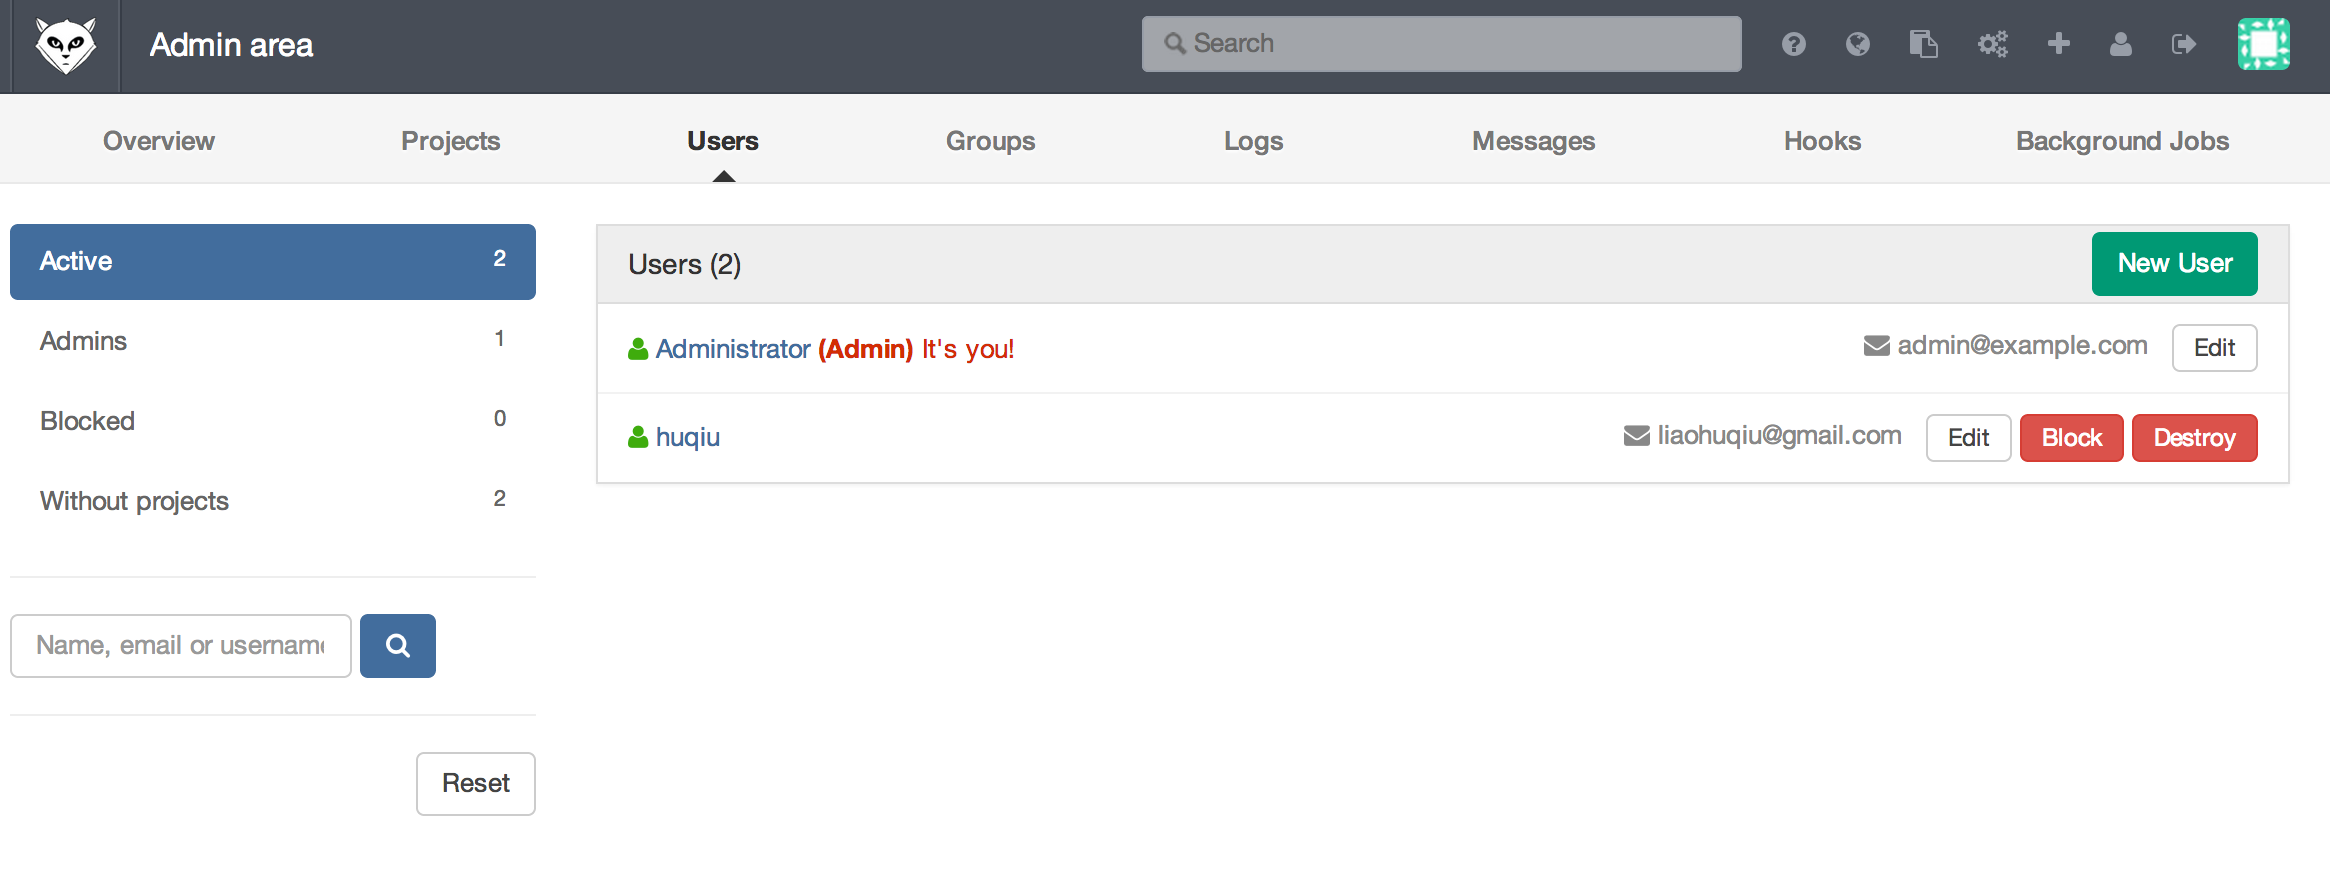 Admin area
Search
Overview Projects Users Groups Logs Messages Hooks Background Jobs
Active 2
Admins 1
Blocked 0
Without projects 2
Name, email or usernam
Reset
Users (2) New User
Administrator (Admin) It's you! admin@example.com Edit
huqiu liaohuqiu@gmail.com Edit Block Destroy